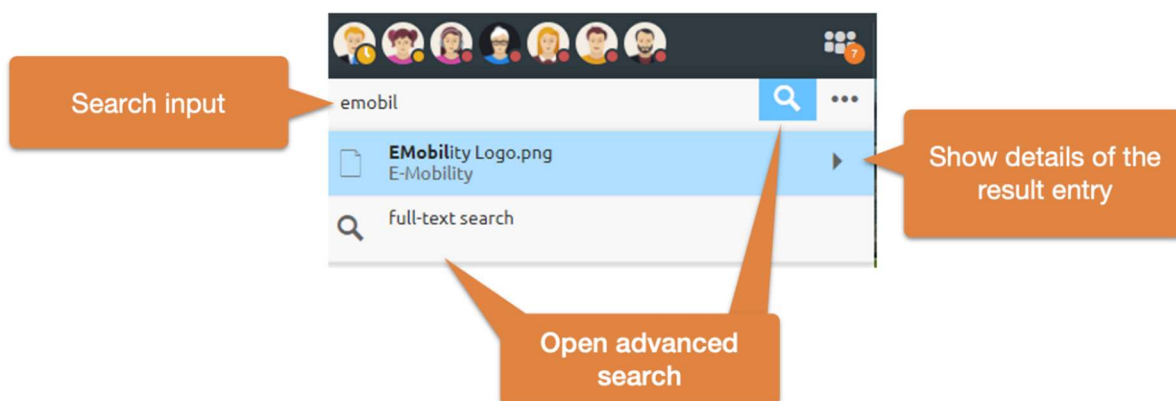 7
Search input
emobil
EMobility Logo.png
E-Mobility
Show details of the
result entry
full-text search
Open advanced
search